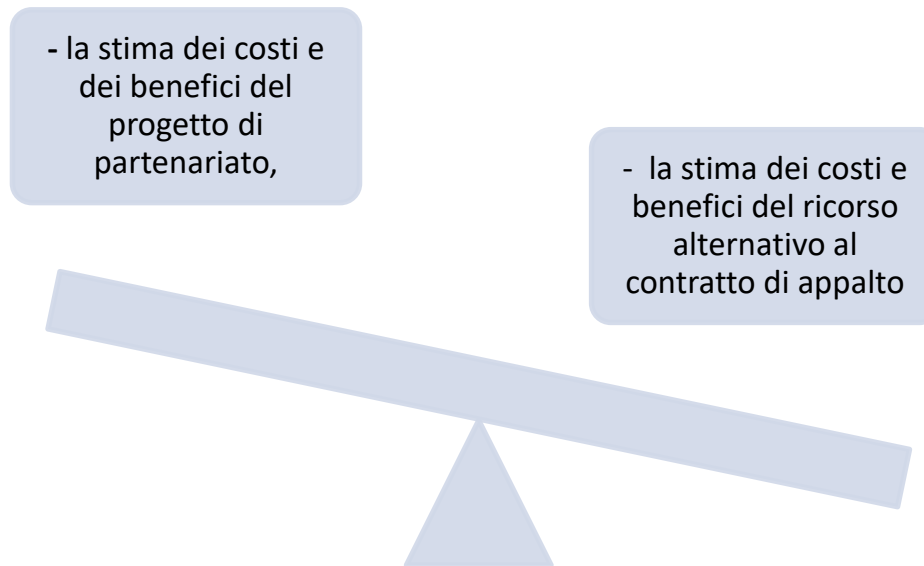 - la stima dei costi e
dei benefici del
progetto di
partenariato,
- la stima dei costi e
benefici del ricorso
alternativo al
contratto di appalto